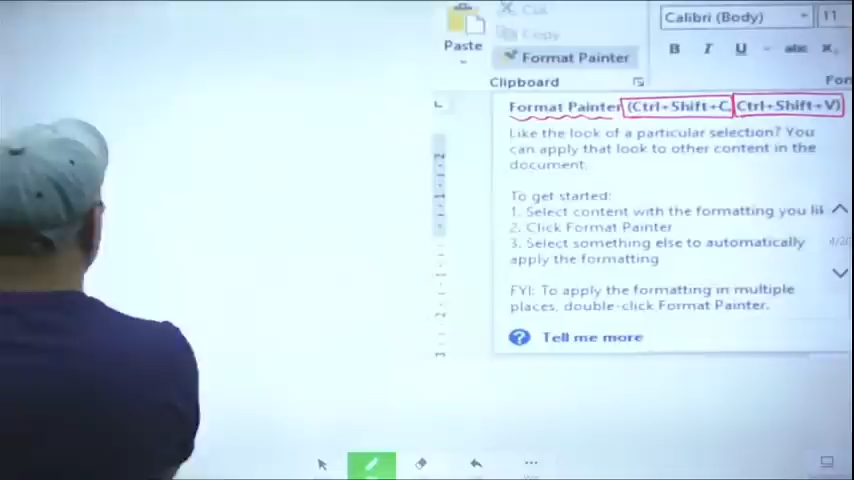 Cut
Calibri (Body)
11
Copy
Paste
Format Painter
B I U abc X
Clipboard
Fon
Format Painter (Ctrl+Shift+C, Ctrl+Shift+V)
Like the look of a particular selection? You
can apply that look to other content in the
document.
To get started:
1. Select content with the formatting you lik
2. Click Format Painter
3. Select something else to automatically
apply the formatting
FYI: To apply the formatting in multiple
places, double-click Format Painter.
? Tell me more